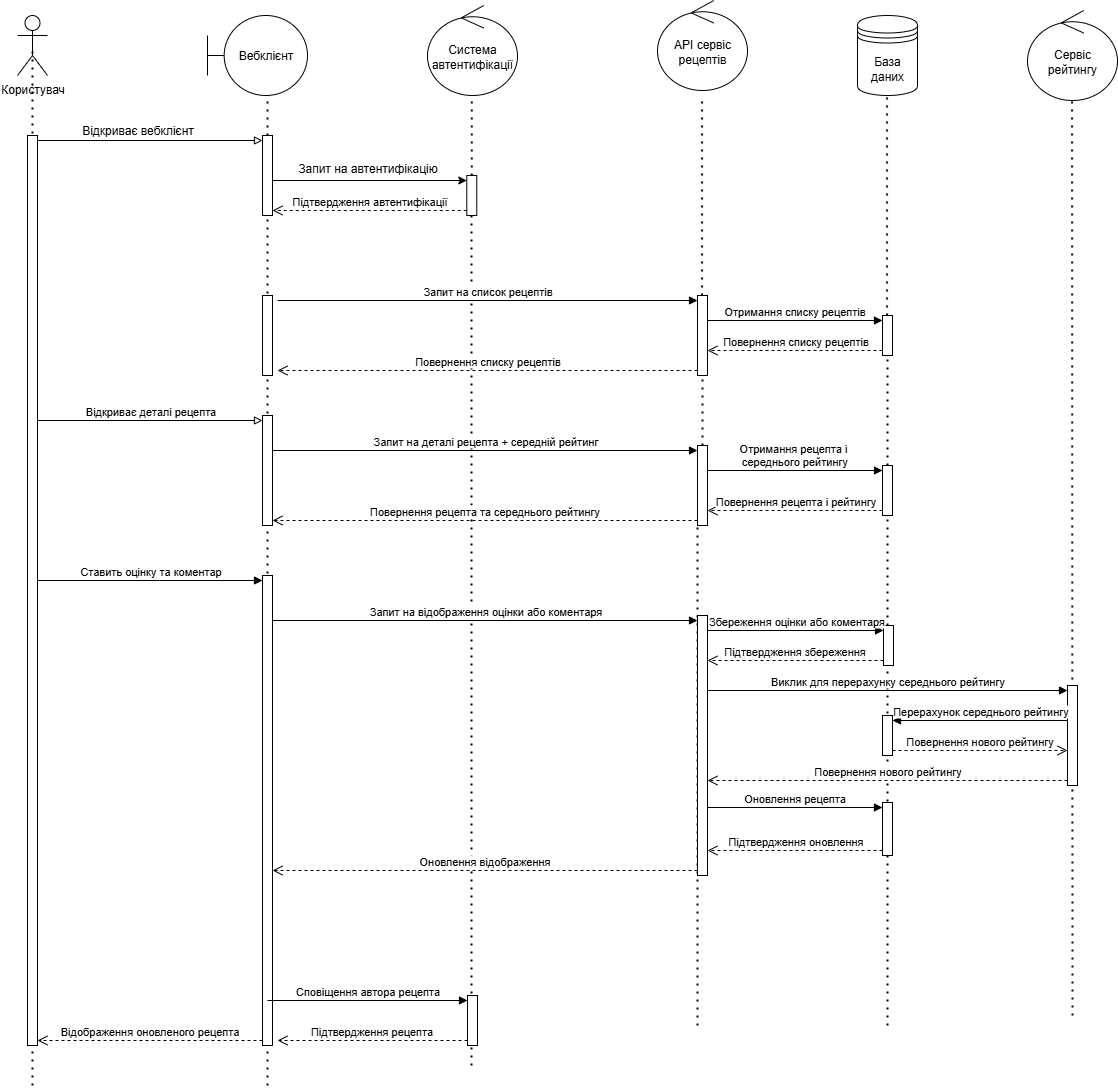 Користувач
Вебклієнт
Система
автентифікації
API сервіс
рецептів
База
даних
Сервіс
рейтингу
Відкриває вебклієнт
Запит на автентифікацію
Підтвердження автентифікації
Запит на список рецептів
Отримання списку рецептів
Повернення списку рецептів
Повернення списку рецептів
Відкриває деталі рецепта
Запит на деталі рецепта + середній рейтинг
Отримання рецепта і
середнього рейтингу
Повернення рецепта і рейтингу
Повернення рецепта та середнього рейтингу
Ставить оцінку та коментар
Запит на відображення оцінки або коментаря
Збереження оцінки або коментаря
Підтвердження збереження
Виклик для перерахунку середнього рейтингу
Перерахунок середнього рейтингу
Повернення нового рейтингу
Повернення нового рейтингу
Оновлення рецепта
Підтвердження оновлення
Оновлення відображення
Сповіщення автора рецепта
Відображення оновленого рецепта
Підтвердження рецепта